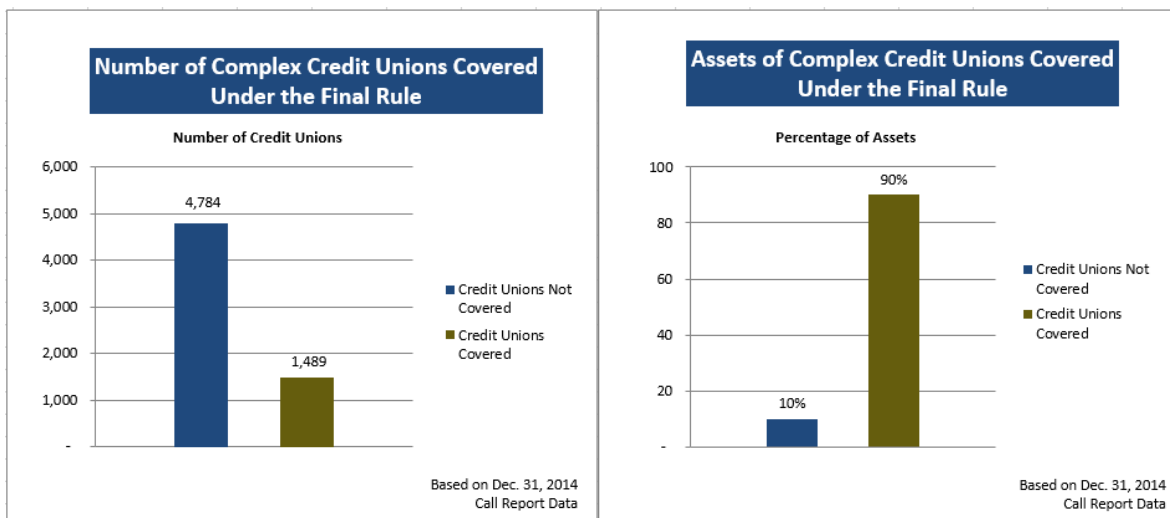 Number of Complex Credit Unions Covered
Under the Final Rule
Number of Credit Unions
6,000
5,000
4,000
3,000
2,000
1,000
-
4,784
1,489
Credit Unions Not
Covered
Credit Unions
Covered
Based on Dec. 31, 2014
Call Report Data
Assets of Complex Credit Unions Covered
Under the Final Rule
Percentage of Assets
100
80
60
40
20
-
10%
90%
Credit Unions Not
Covered
Credit Unions
Covered
Based on Dec. 31, 2014
Call Report Data